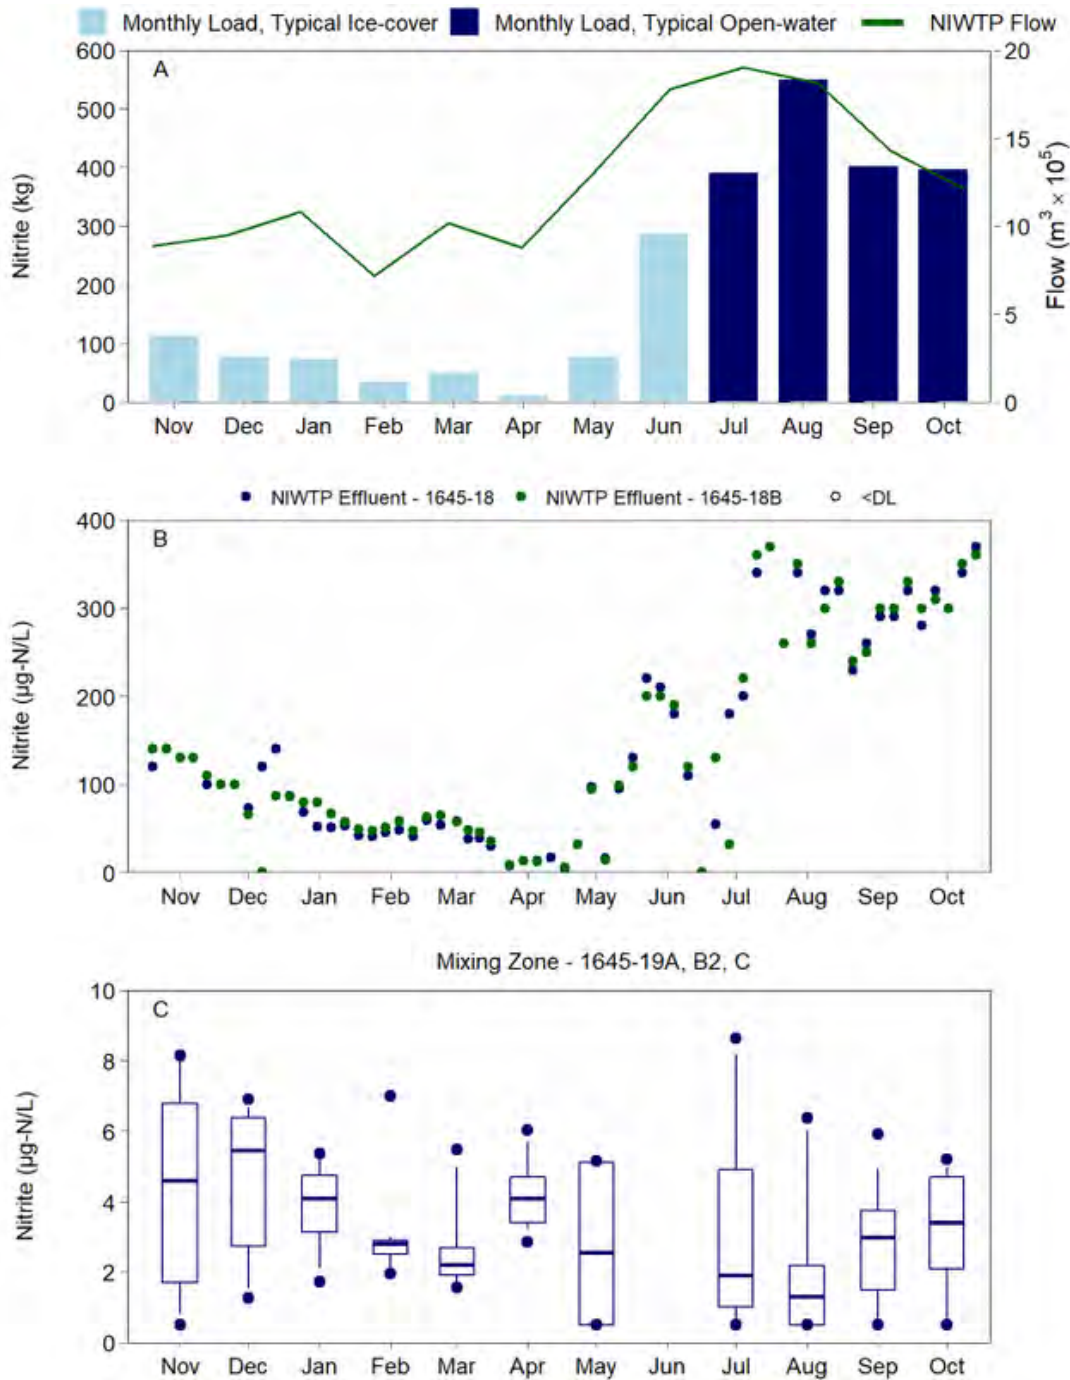 Monthly Load, Typical Ice-cover Monthly Load, Typical Open-water NIWTP Flow
A
600
500
400
300
200
100
0
Nitrite (kg)
20
15
10
5
0
Flow (m³ × 10⁵)
Nov Dec Jan Feb Mar Apr May Jun Jul Aug Sep Oct
NIWTP Effluent - 1645-18 NIWTP Effluent - 1645-18B <DL
B
400
300
200
100
0
Nitrite (µg-N/L)
Nov Dec Jan Feb Mar Apr May Jun Jul Aug Sep Oct
Mixing Zone - 1645-19A, B2, C
C
10
8
6
4
2
0
Nitrite (µg-N/L)
Nov Dec Jan Feb Mar Apr May Jun Jul Aug Sep Oct